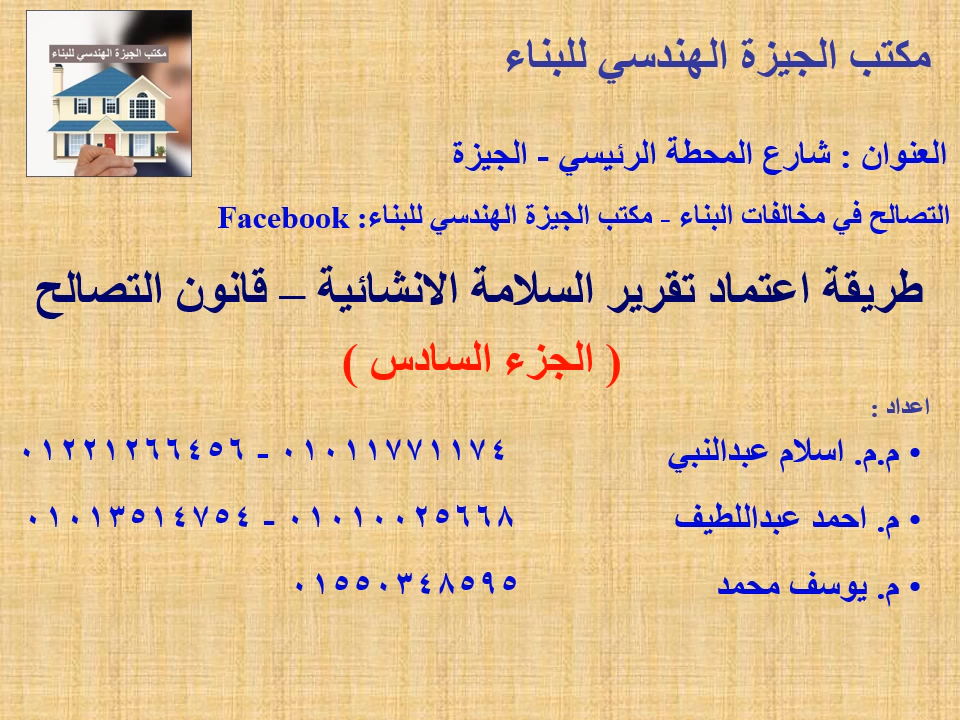 مكتب الجيزة الهندسي للبناء
مكتب الجيزة الهندسي للبناء
العنوان : شارع المحطة الرئيسي - الجيزة
التصالح في مخالفات البناء - مكتب الجيزة الهندسي للبناء: Facebook
طريقة اعتماد تقرير السلامة الانشائية – قانون التصالح
( الجزء السادس )
اعداد :
• م.م. اسلام عبدالنبي ٠١٠١١٧٧١١٧٤ - ٠١٢٢١٢٦٦٤٥٦
• م. احمد عبداللطيف ٠١٠١٠٠٢٥٦٦٨ - ٠١٠١٣٥١٤٧٥٤
• م. يوسف محمد ٠١٥٥٠٣٤٨٥٩٥